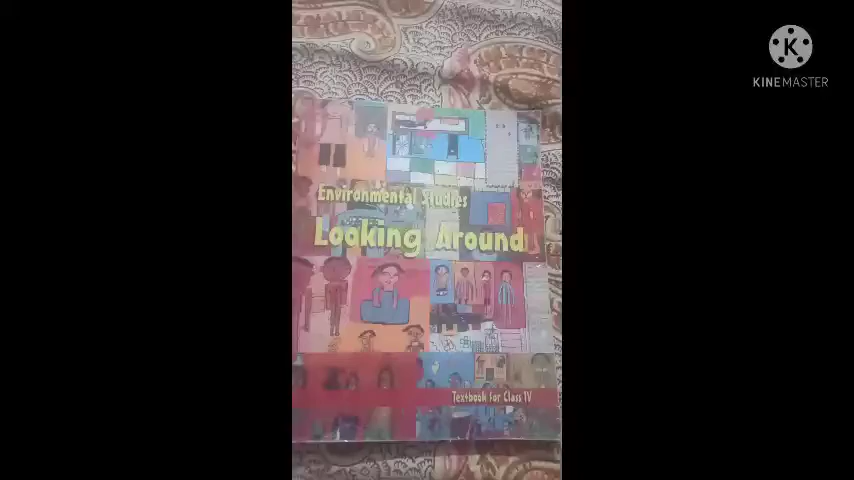 K
KINEMASTER
Environmental Studies
Looking Around
Textbook for Class IV